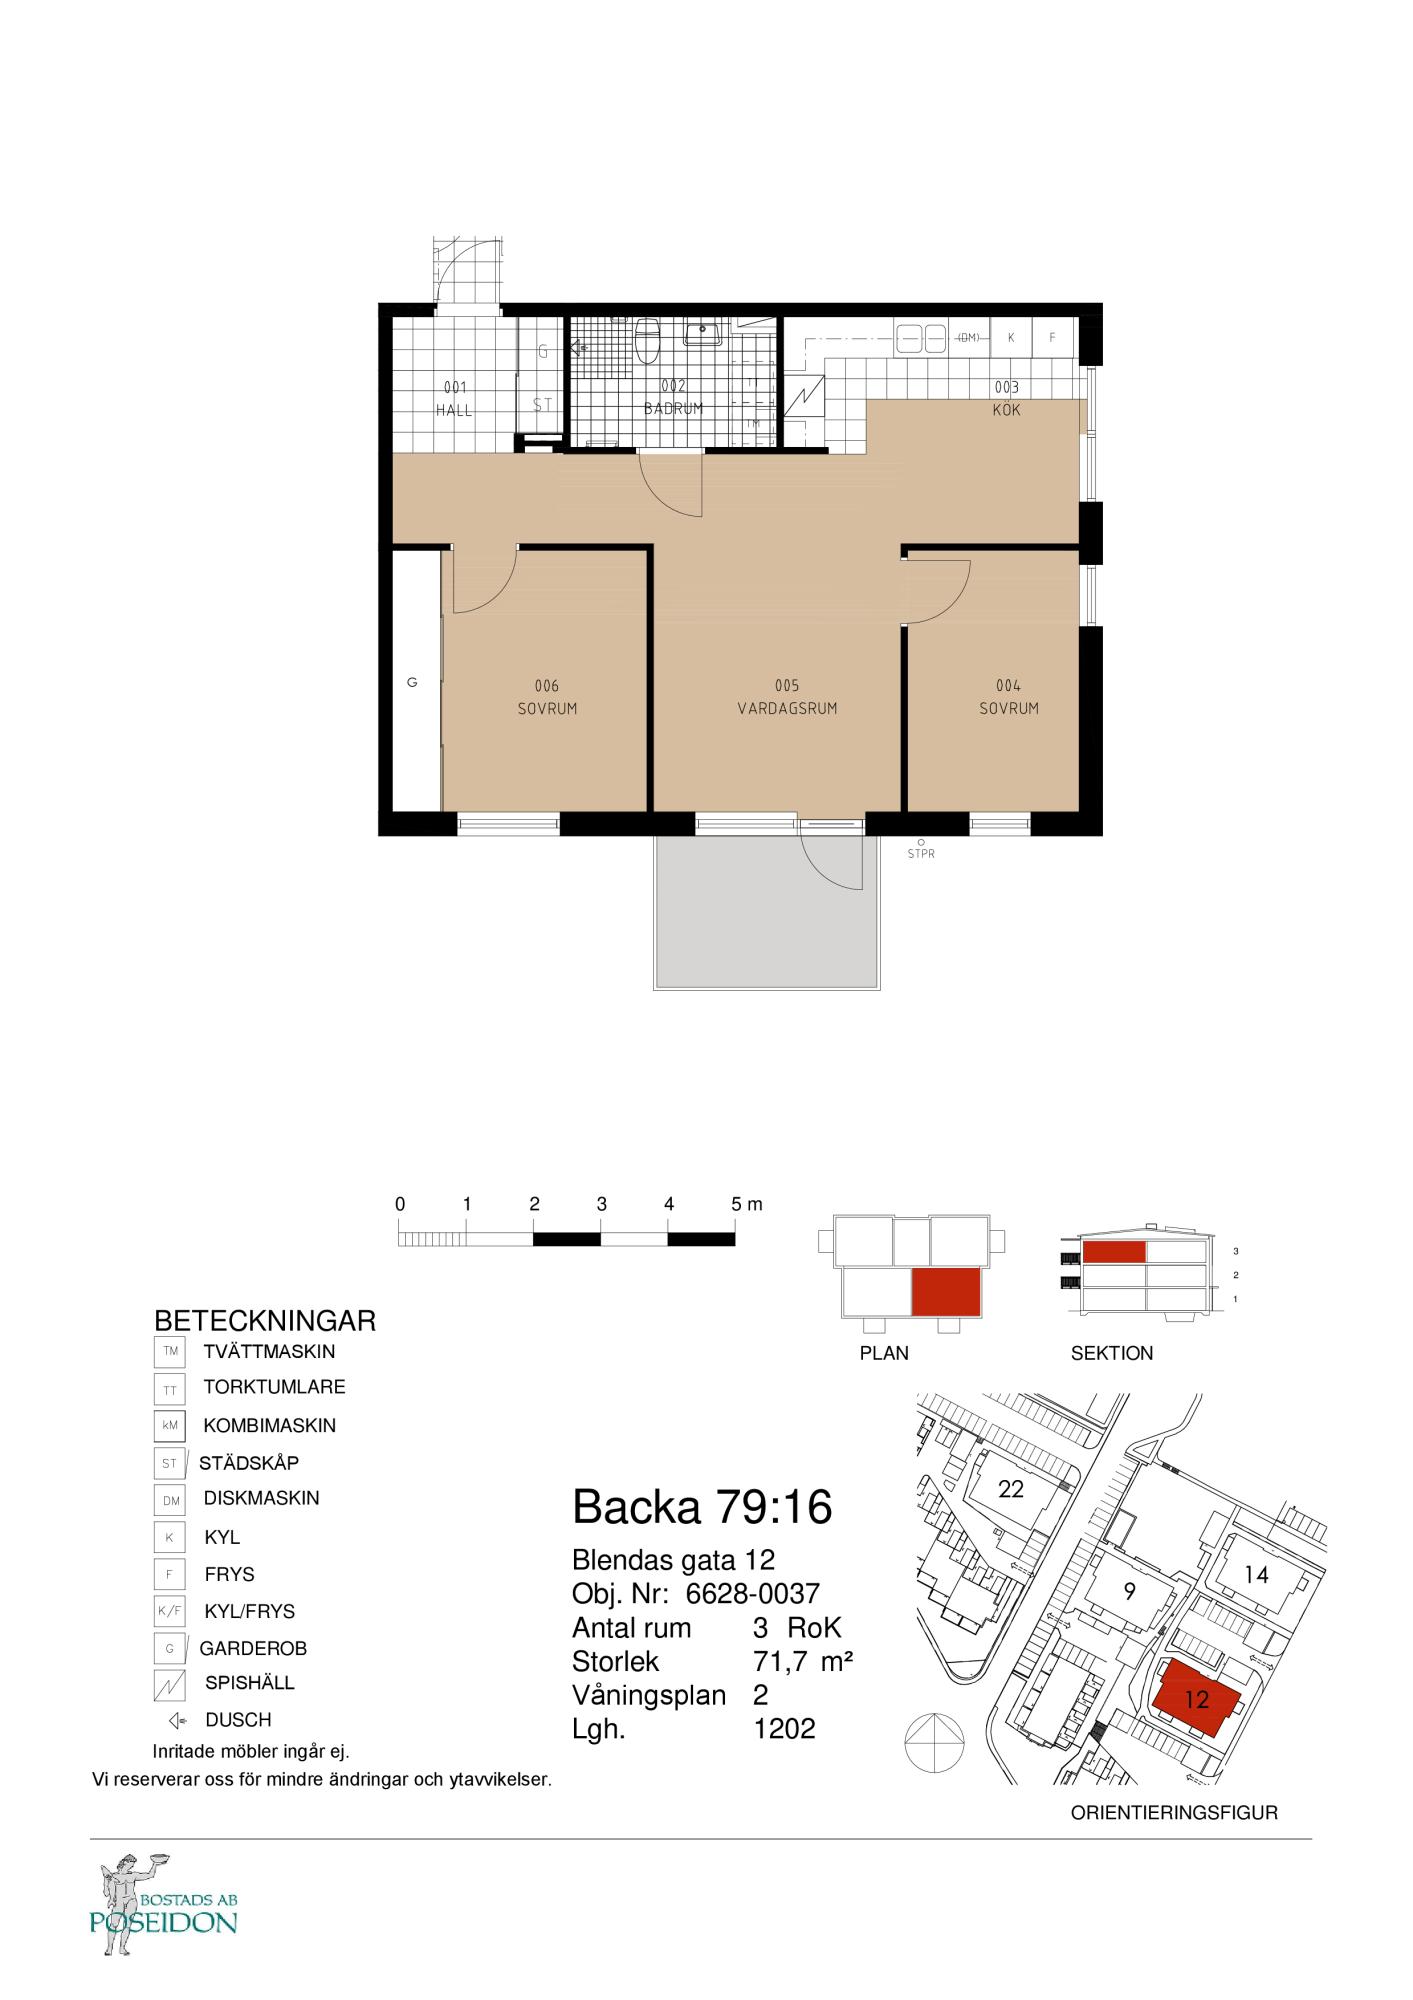 G
ST
001
HALL
002
BADRUM
TT
TM
(DM)
K
F
003
KÖK
G
006
SOVRUM
005
VARDAGSRUM
004
SOVRUM
STPR
0 1 2 3 4 5 m
3
2
1
PLAN
SEKTION
BETECKNINGAR
TM TVÄTTMASKIN
TT TORKTUMLARE
kM KOMBIMASKIN
ST STÄDSKÅP
DM DISKMASKIN
K KYL
F FRYS
K/F KYL/FRYS
G GARDEROB
SPISHÄLL
DUSCH
Inritade möbler ingår ej.
Vi reserverar oss för mindre ändringar och ytavvikelser.
Backa 79:16
Blendas gata 12
Obj. Nr: 6628-0037
Antal rum 3 RoK
Storlek 71,7 m²
Våningsplan 2
Lgh. 1202
22
14
9
12
ORIENTIERINGSFIGUR
BOSTADS AB
POSEIDON